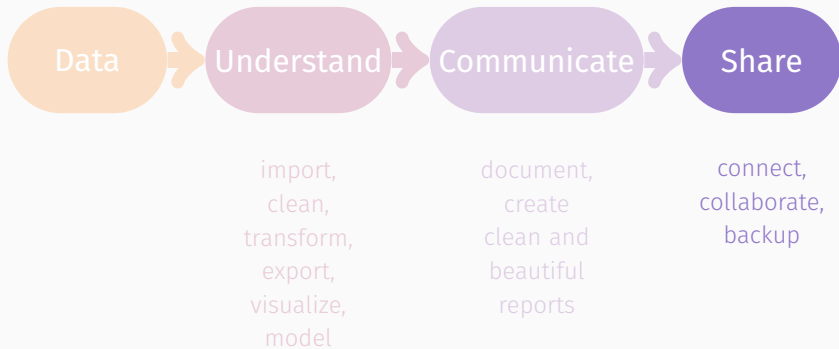 Data
Understand
Communicate
Share
import,
clean,
transform,
export,
visualize,
model
document,
create
clean and
beautiful
reports
connect,
collaborate,
backup